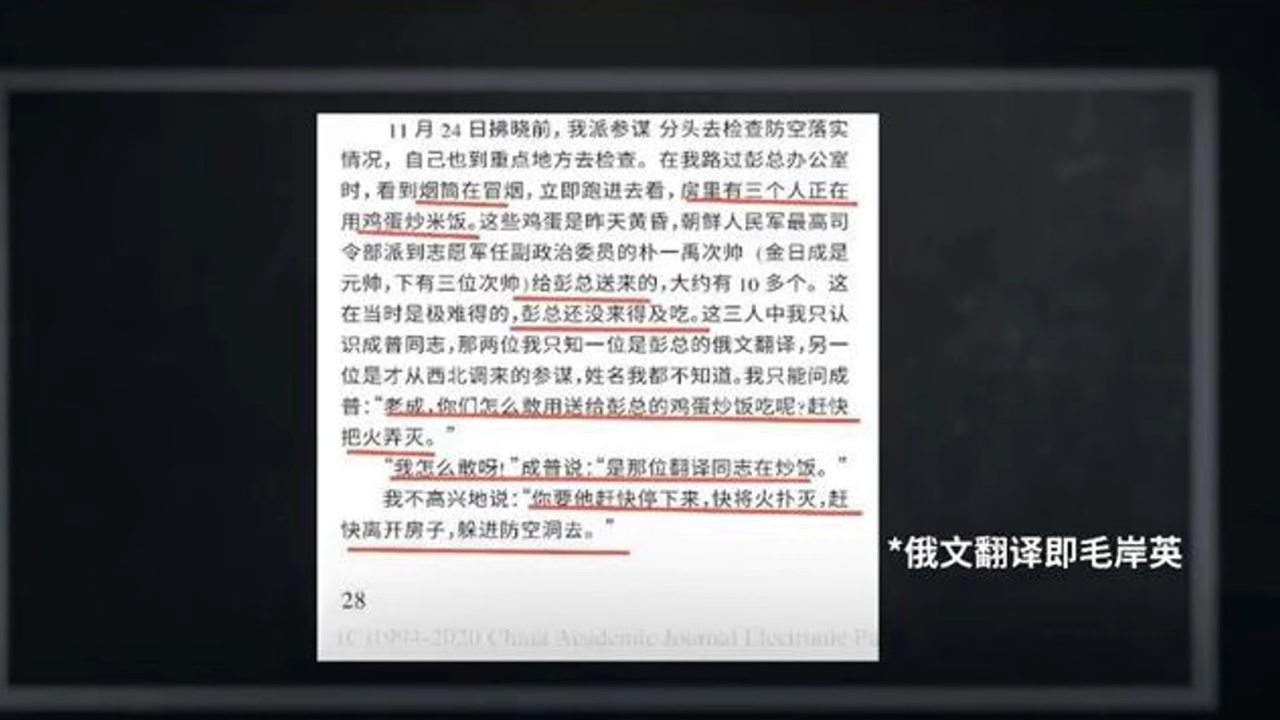 11 月 24 日拂晓前，我派参谋 分头去检查防空落实
情况，自己也到重点地方去检查。在我路过彭总办公室
时，看到烟筒在冒烟，立即跑进去看，房里有三个人正在
用鸡蛋炒米饭。这些鸡蛋是昨天黄昏，朝鲜人民军最高司
令部派到志愿军任副政治委员的朴一禹次帅（金日成是
元帅，下有三位次帅）给彭总送来的，大约有 10 多个。这
在当时是极难得的，彭总还没来得及吃。这三人中我只认
识成普同志，那两位我只知一位是彭总的俄文翻译，另一
位是才从西北调来的参谋，姓名我都不知道。我只能问成
普：“老成，你们怎么敢用送给彭总的鸡蛋炒饭吃呢？赶快
把火弄灭。”
“我怎么敢呀！”成普说：“是那位翻译同志在炒饭。”
我不高兴地说：“你要他赶快停下来，快将火扑灭，赶
快离开房子，躲进防空洞去。”
*俄文翻译即毛岸英
28
(C)1994-2020 China Academic Journal Electronic Pu